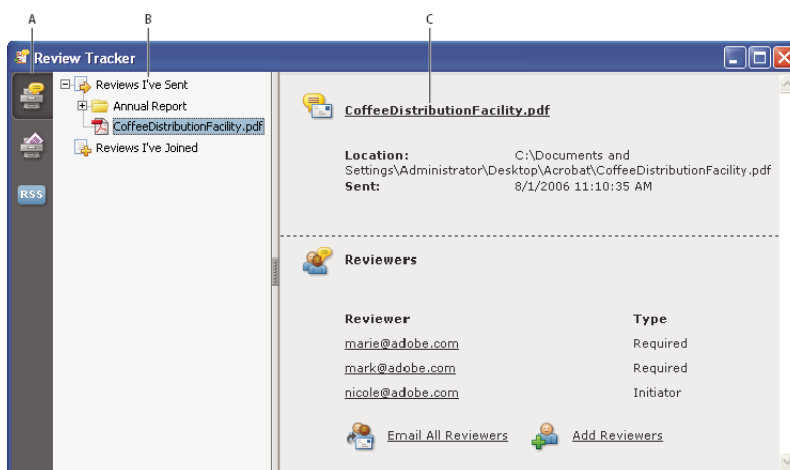 A B C
Review Tracker
Reviews I've Sent
Annual Report
CoffeeDistributionFacility.pdf
Reviews I've Joined
RSS
CoffeeDistributionFacility.pdf
Location: C:\Documents and
Settings\Administrator\Desktop\Acrobat\CoffeeDistributionFacility.pdf
Sent: 8/1/2006 11:10:35 AM
Reviewers
Reviewer Type
marie@adobe.com Required
mark@adobe.com Required
nicole@adobe.com Initiator
Email All Reviewers Add Reviewers